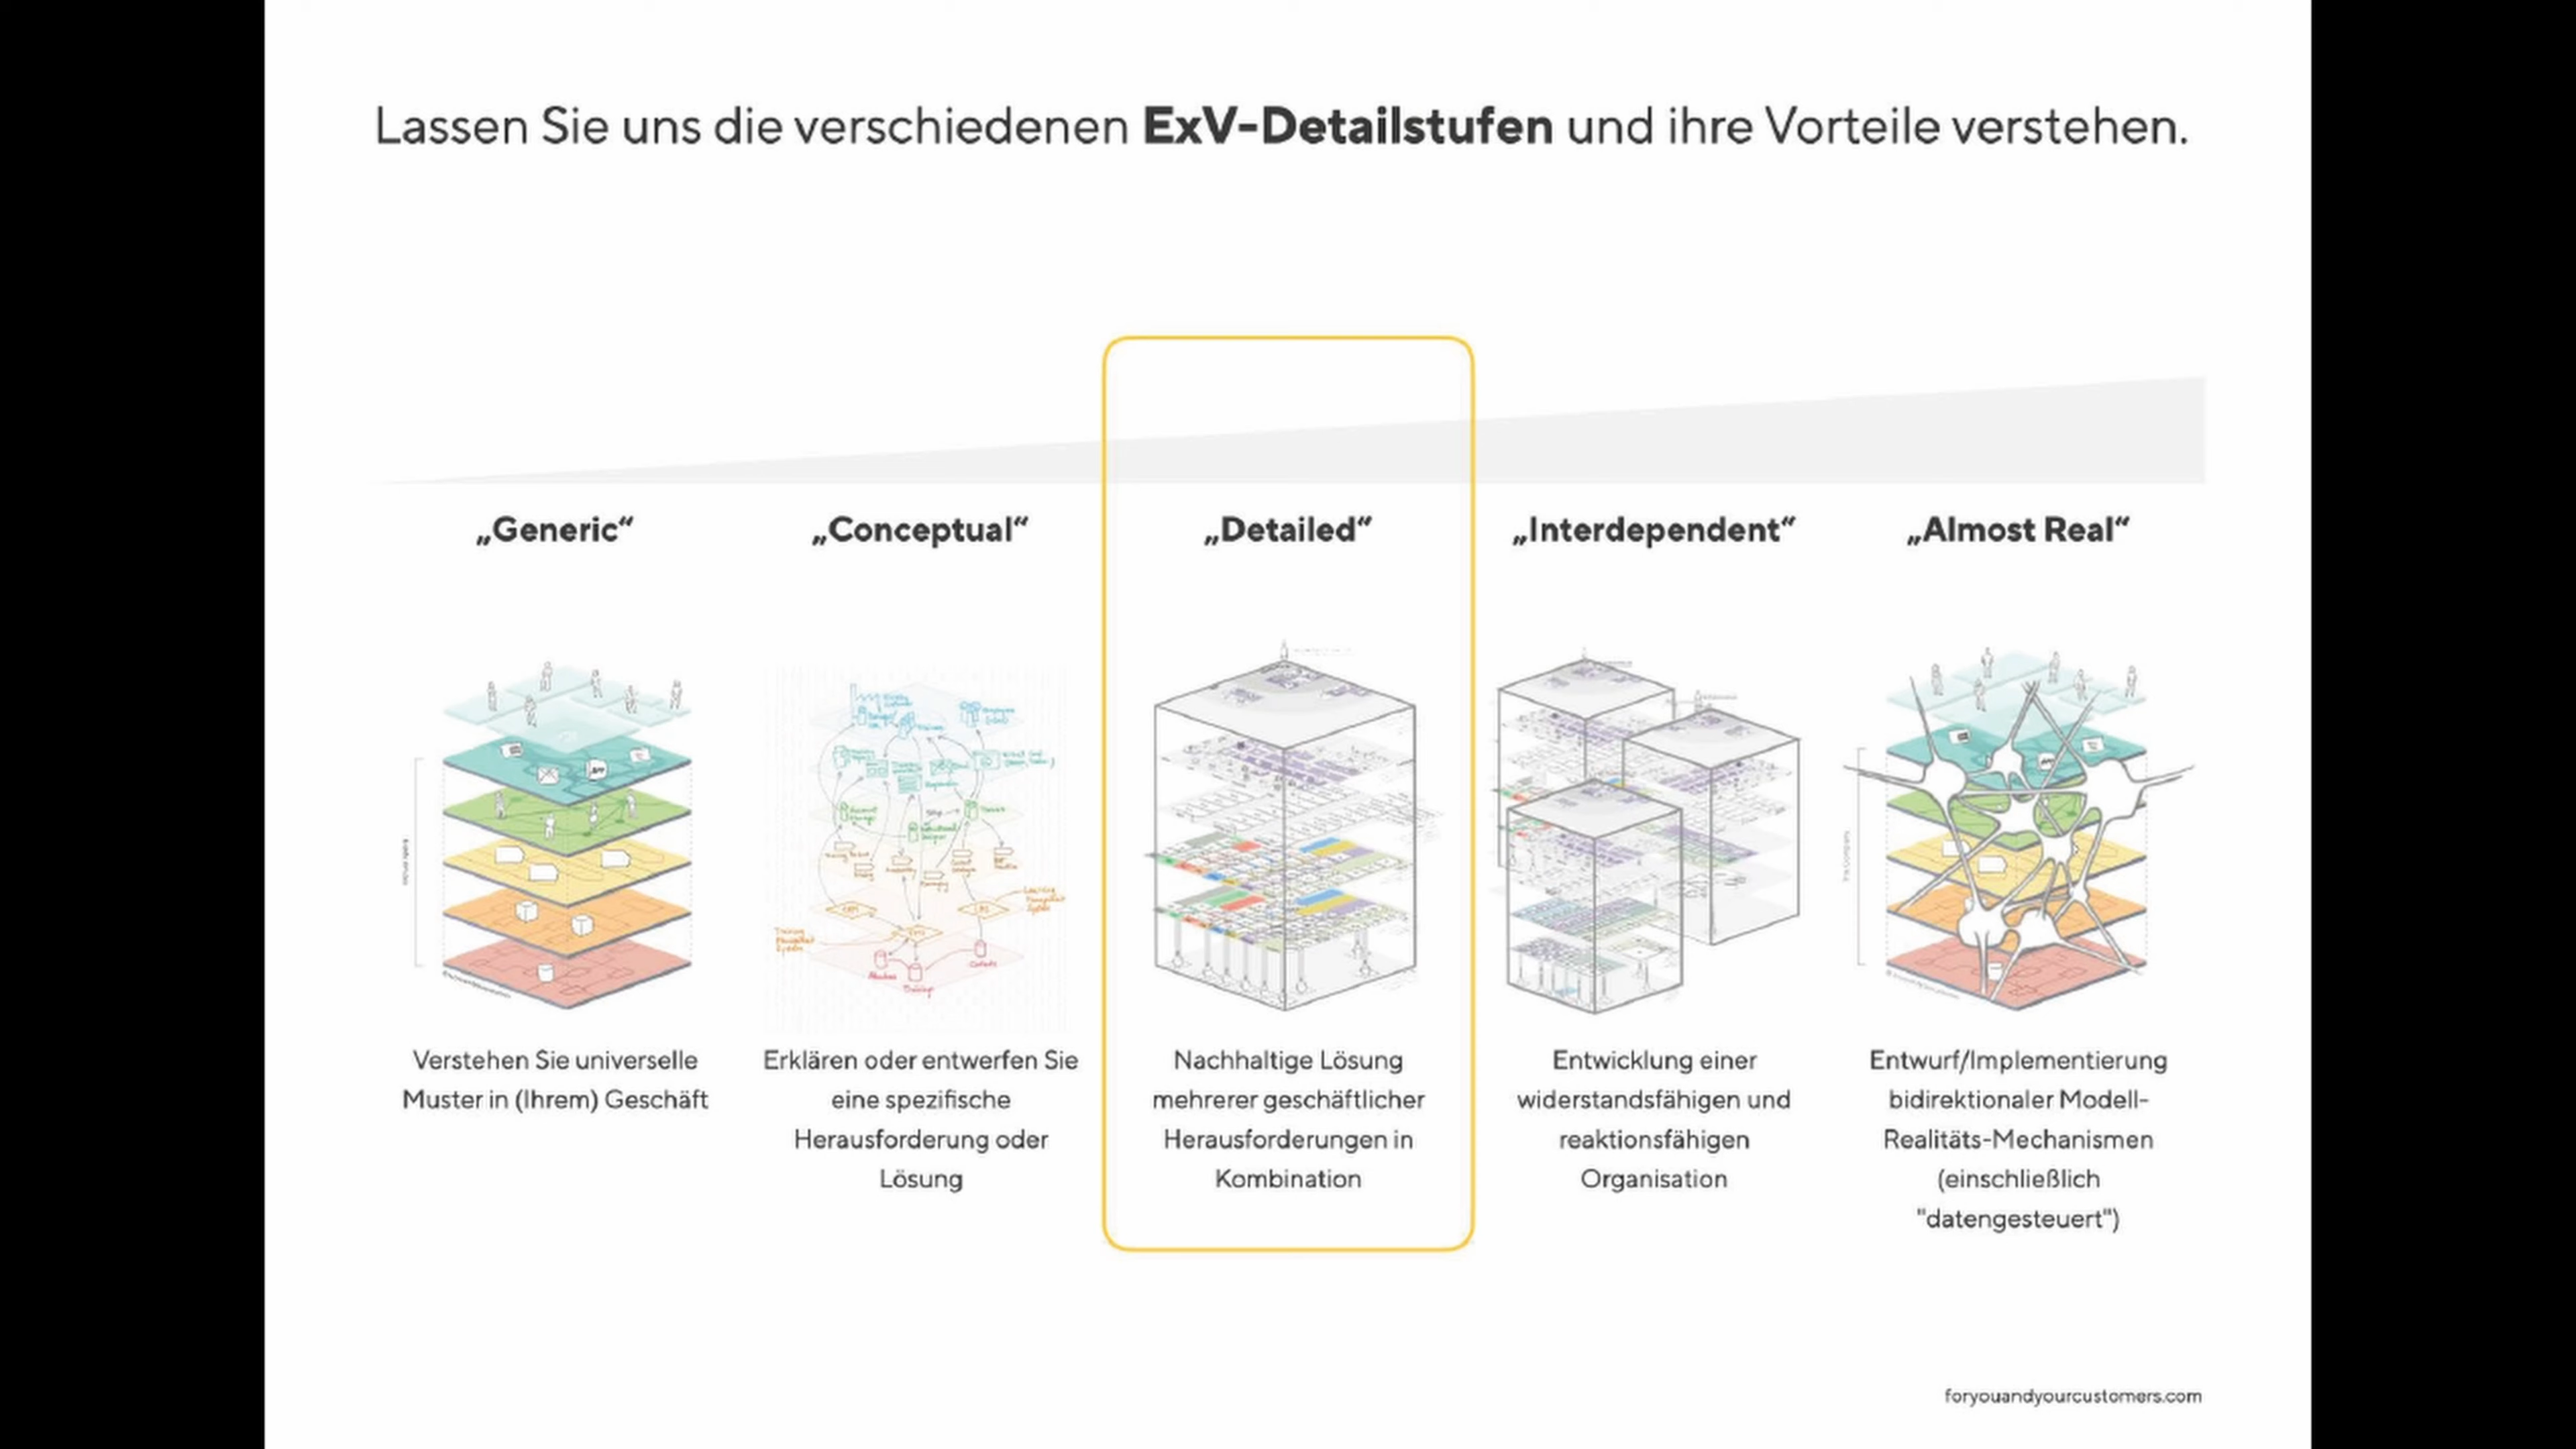 Lassen Sie uns die verschiedenen ExV-Detailstufen und ihre Vorteile verstehen.
„Generic“
„Conceptual“
„Detailed“
„Interdependent“
„Almost Real“
Verstehen Sie universelle
Muster in (Ihrem) Geschäft
Erklären oder entwerfen Sie
eine spezifische
Herausforderung oder
Lösung
Nachhaltige Lösung
mehrerer geschäftlicher
Herausforderungen in
Kombination
Entwicklung einer
widerstandsfähigen und
reaktionsfähigen
Organisation
Entwurf/Implementierung
bidirektionaler Modell-
Realitäts-Mechanismen
(einschließlich
"datengesteuert")
foryouandyourcustomers.com